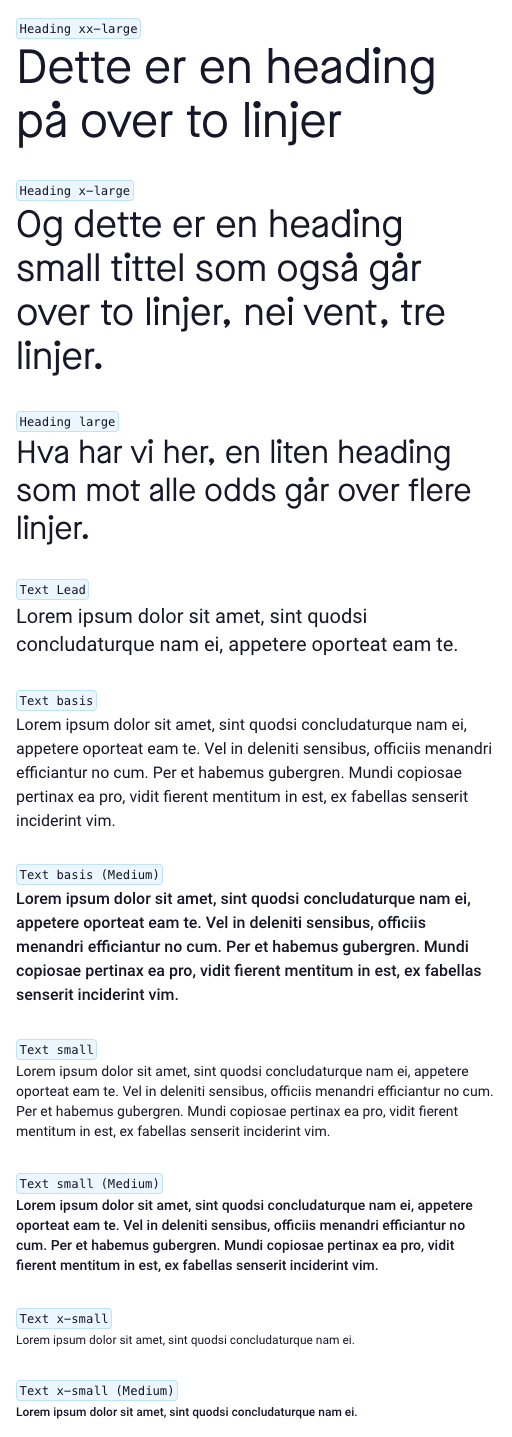 Heading xx-large
Dette er en heading
på over to linjer
Heading x-large
Og dette er en heading
small tittel som også går
over to linjer, nei vent, tre
linjer.
Heading large
Hva har vi her, en liten heading
som mot alle odds går over flere
linjer.
Text Lead
Lorem ipsum dolor sit amet, sint quodsi
concludaturque nam ei, appetere oporteat eam te.
Text basis
Lorem ipsum dolor sit amet, sint quodsi concludaturque nam ei,
appetere oporteat eam te. Vel in deleniti sensibus, officiis menandri
efficiantur no cum. Per et habemus gubergren. Mundi copiosae
pertinax ea pro, vidit fierent mentitum in est, ex fabellas senserit
inciderint vim.
Text basis (Medium)
Lorem ipsum dolor sit amet, sint quodsi concludaturque nam ei,
appetere oporteat eam te. Vel in deleniti sensibus, officiis
menandri efficiantur no cum. Per et habemus gubergren. Mundi
copiosae pertinax ea pro, vidit fierent mentitum in est, ex fabellas
senserit inciderint vim.
Text small
Lorem ipsum dolor sit amet, sint quodsi concludaturque nam ei, appetere
oporteat eam te. Vel in deleniti sensibus, officiis menandri efficiantur no cum.
Per et habemus gubergren. Mundi copiosae pertinax ea pro, vidit fierent
mentitum in est, ex fabellas senserit inciderint vim.
Text small (Medium)
Lorem ipsum dolor sit amet, sint quodsi concludaturque nam ei, appetere
oporteat eam te. Vel in deleniti sensibus, officiis menandri efficiantur no
cum. Per et habemus gubergren. Mundi copiosae pertinax ea pro, vidit
fierent mentitum in est, ex fabellas senserit inciderint vim.
Text x-small
Lorem ipsum dolor sit amet, sint quodsi concludaturque nam ei.
Text x-small (Medium)
Lorem ipsum dolor sit amet, sint quodsi concludaturque nam ei.